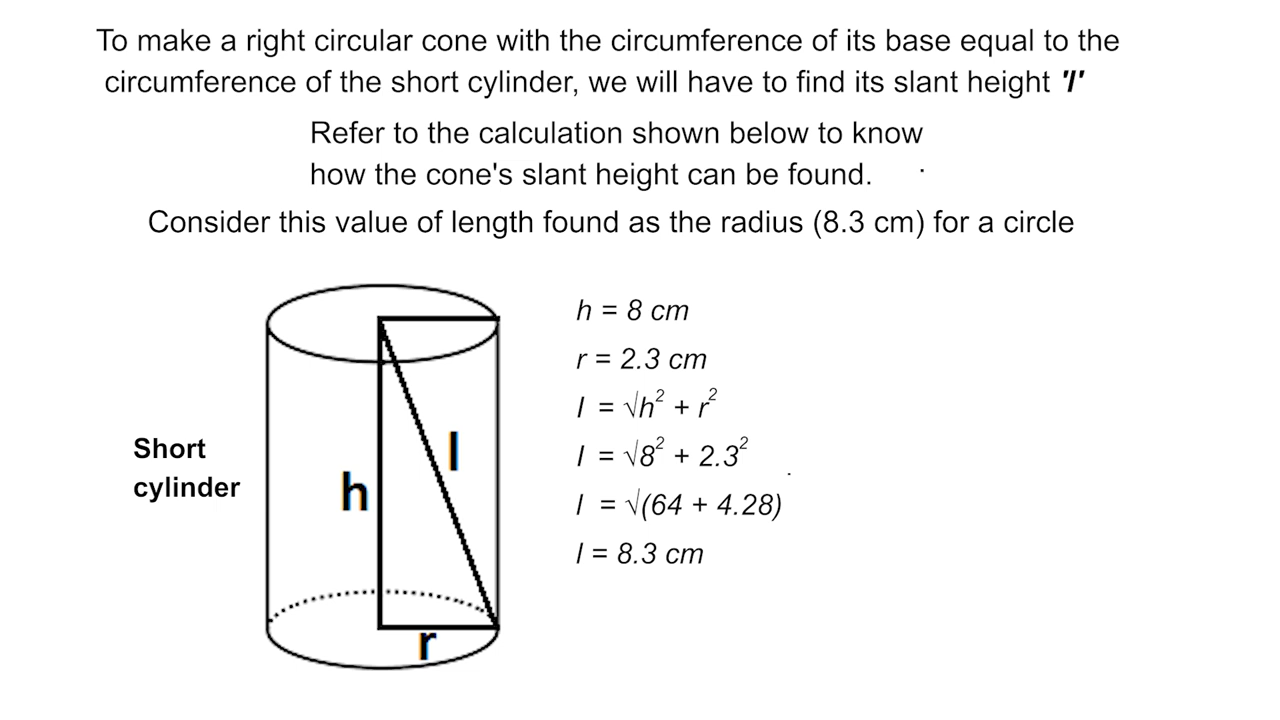 To make a right circular cone with the circumference of its base equal to the
circumference of the short cylinder, we will have to find its slant height 'l'
Refer to the calculation shown below to know
how the cone's slant height can be found.
Consider this value of length found as the radius (8.3 cm) for a circle
h = 8 cm
r = 2.3 cm
l = √h² + r²
l = √8² + 2.3²
l = √(64 + 4.28)
l = 8.3 cm
Short
cylinder
h
l
r